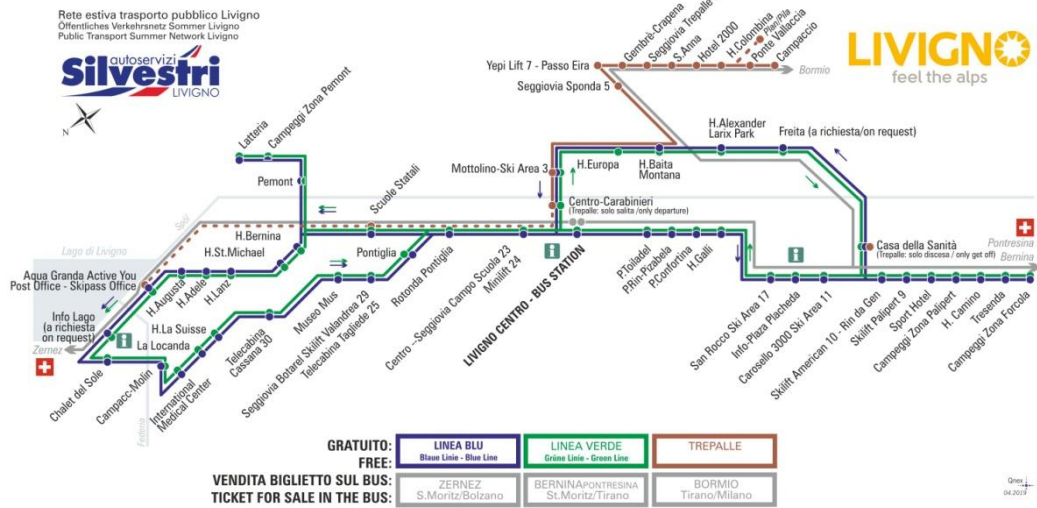 Rete estiva trasporto pubblico Livigno
Öffentliches Verkehrsnetz Sommer Livigno
Public Transport Summer Network Livigno
autoservizi
Silvestri
LIVIGNO
N
LIVIGNO
feel the alps
Gembrè-Crapena
Seggiovia Trepalle
S.Anna
Hotel 2000
H.Colombina
Plan/Pila
Ponte Vallaccia
Campaccio
Bormio
Yepi Lift 7 - Passo Eira
Seggiovia Sponda 5
Latteria
Campeggi Zona Pemont
Pemont
Scuole Statali
Mottolino-Ski Area 3
H.Europa
H.Baita
Montana
H.Alexander
Larix Park
Freita (a richiesta/on request)
Centro-Carabinieri
(Trepalle: solo salita /only departure)
Casa della Sanità
(Trepalle: solo discesa / only get off)
Pontresina
Bernina
Spöl
Lago di Livigno
Aqua Granda Active You
Post Office - Skipass Office
Info Lago
(a richiesta
on request)
Zernez
H.Bernina
H.St.Michael
H.Lanz
H.Adele
H.Augusta
i
H.La Suisse
La Locanda
Chalet del Sole
Campacc-Molin
Federa
International
Medical Center
Telecabina
Cassana 30
Museo Mus
Seggiovia Botarel Skilift Valandrea 29
Telecabina Tagliede 25
Pontiglia
Rotonda Pontiglia
Centro --Seggiovia Campo Scuola 23
Minilift 24
i
LIVIGNO CENTRO - BUS STATION
P.Toiladel
P.Rin-Pizabela
P.Confortina
H.Galli
i
San Rocco Ski Area 17
Info-Plaza Placheda
Carosello 3000 Ski Area 11
Skilift American 10 - Rin da Gen
Skilift Palipert 9
Sport Hotel
Campeggi Zona Palipert
H. Camino
Tresenda
Campeggi Zona Forcola
GRATUITO:
FREE:
LINEA BLU
Blaue Linie - Blue Line
LINEA VERDE
Grüne Linie - Green Line
TREPALLE
VENDITA BIGLIETTO SUL BUS:
TICKET FOR SALE IN THE BUS:
ZERNEZ
S.Moritz/Bolzano
BERNINA PONTRESINA
St.Moritz/Tirano
BORMIO
Tirano/Milano
Qnex
04.2019